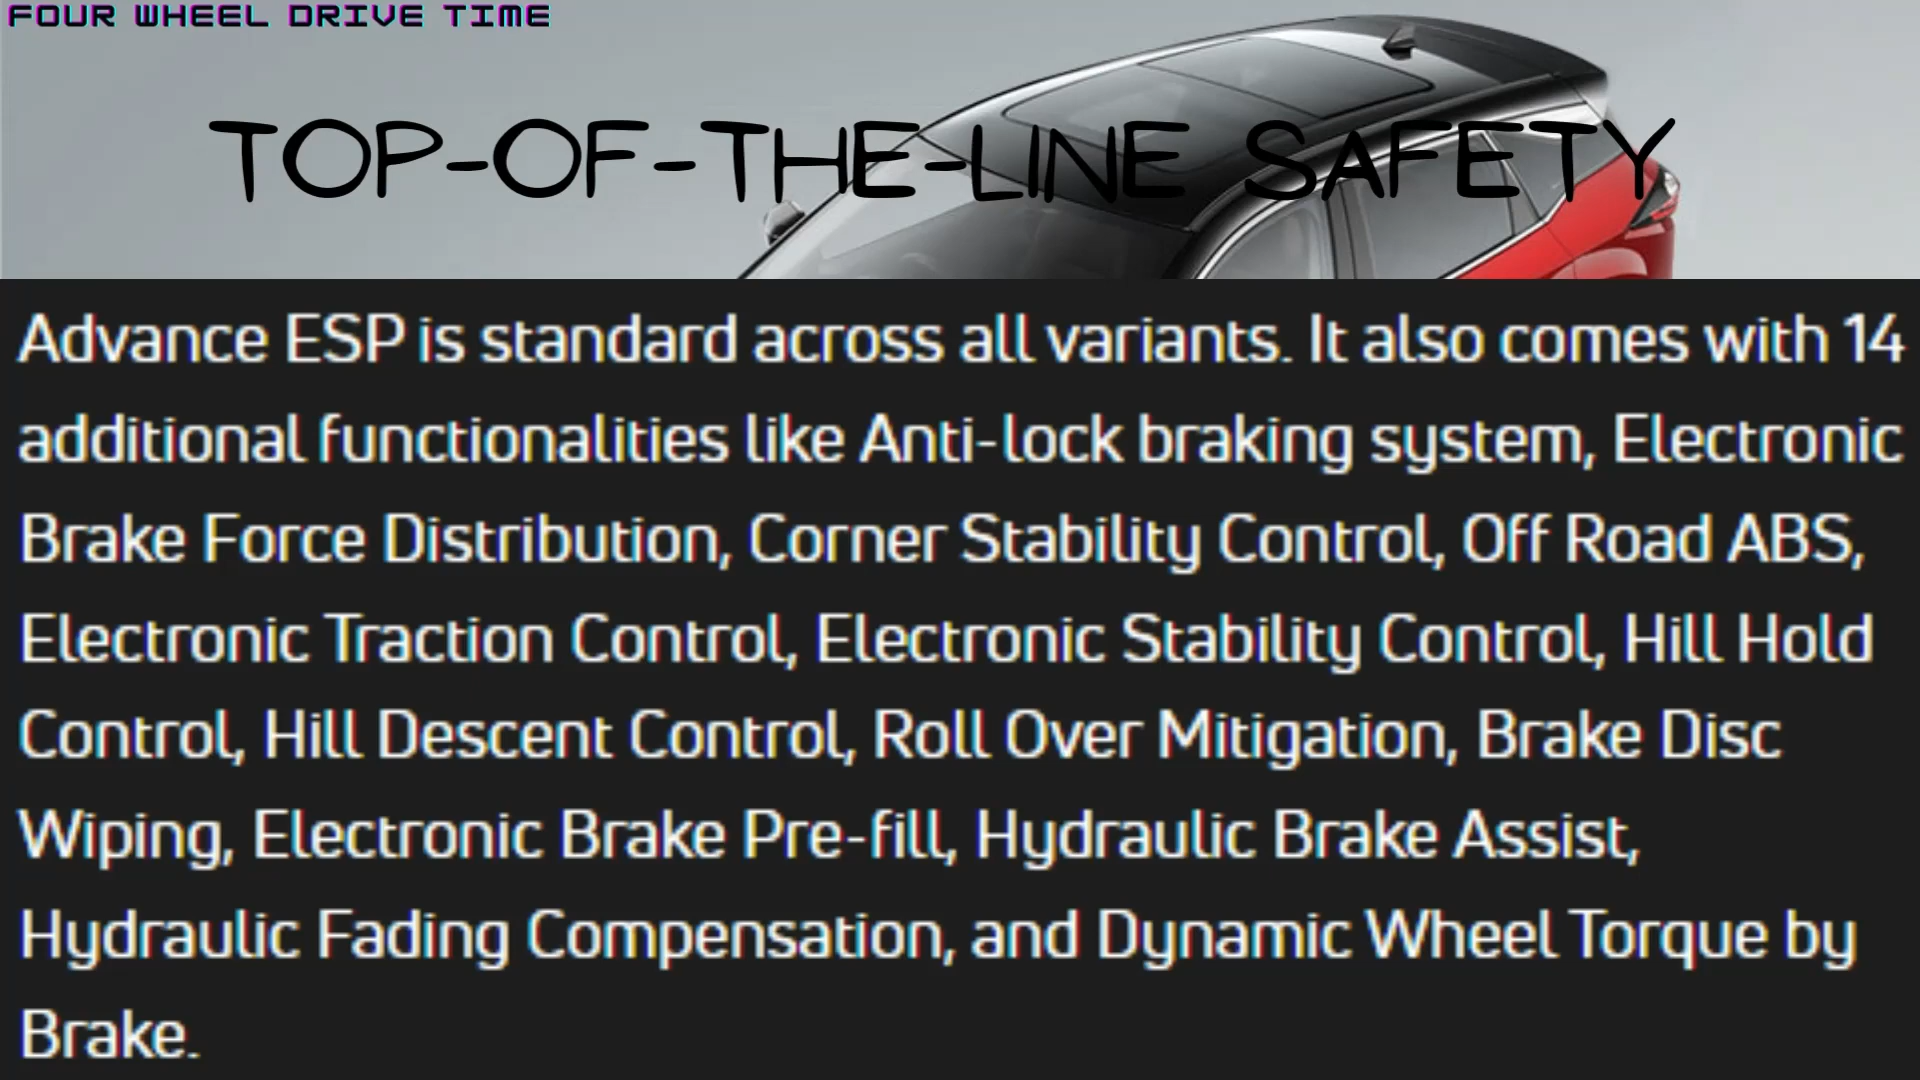 FOUR WHEEL DRIVE TIME
TOP-OF-THE-LINE SAFETY
Advance ESP is standard across all variants. It also comes with 14
additional functionalities like Anti-lock braking system, Electronic
Brake Force Distribution, Corner Stability Control, Off Road ABS,
Electronic Traction Control, Electronic Stability Control, Hill Hold
Control, Hill Descent Control, Roll Over Mitigation, Brake Disc
Wiping, Electronic Brake Pre-fill, Hydraulic Brake Assist,
Hydraulic Fading Compensation, and Dynamic Wheel Torque by
Brake.